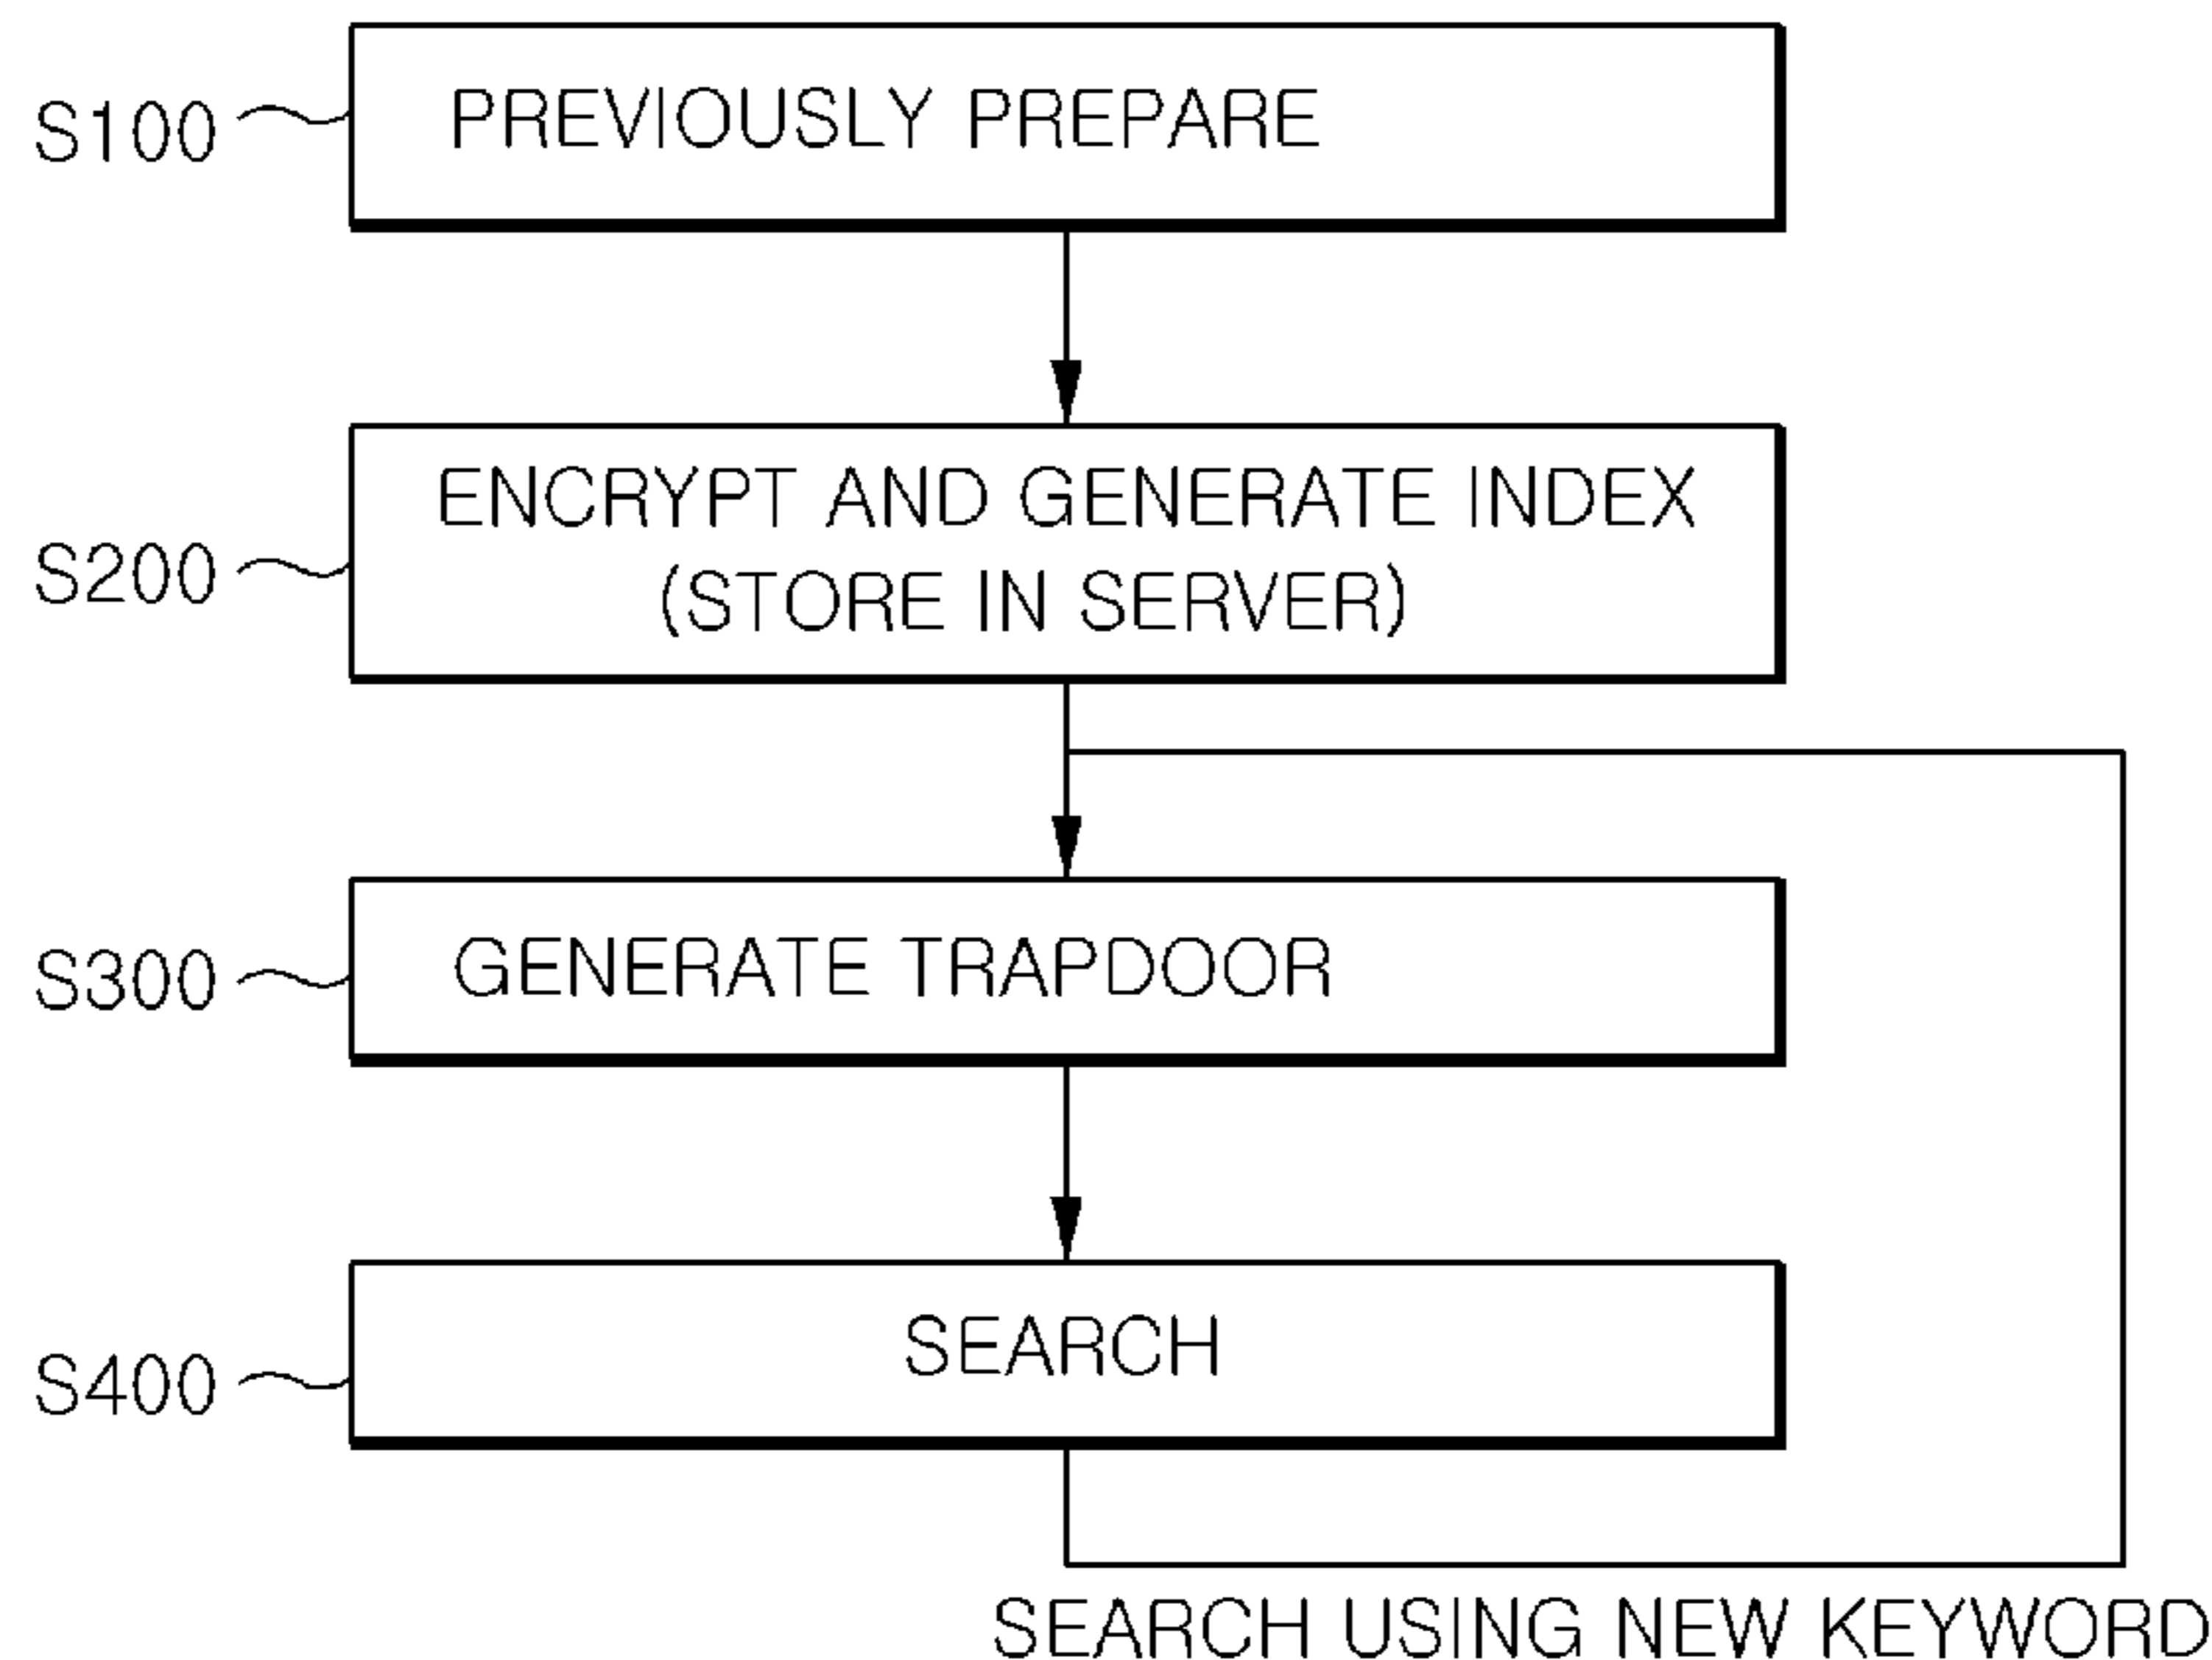 S100 PREVIOUSLY PREPARE
ENCRYPT AND GENERATE INDEX
S200 (STORE IN SERVER)
S300 GENERATE TRAPDOOR
S400 SEARCH
SEARCH USING NEW KEYWORD